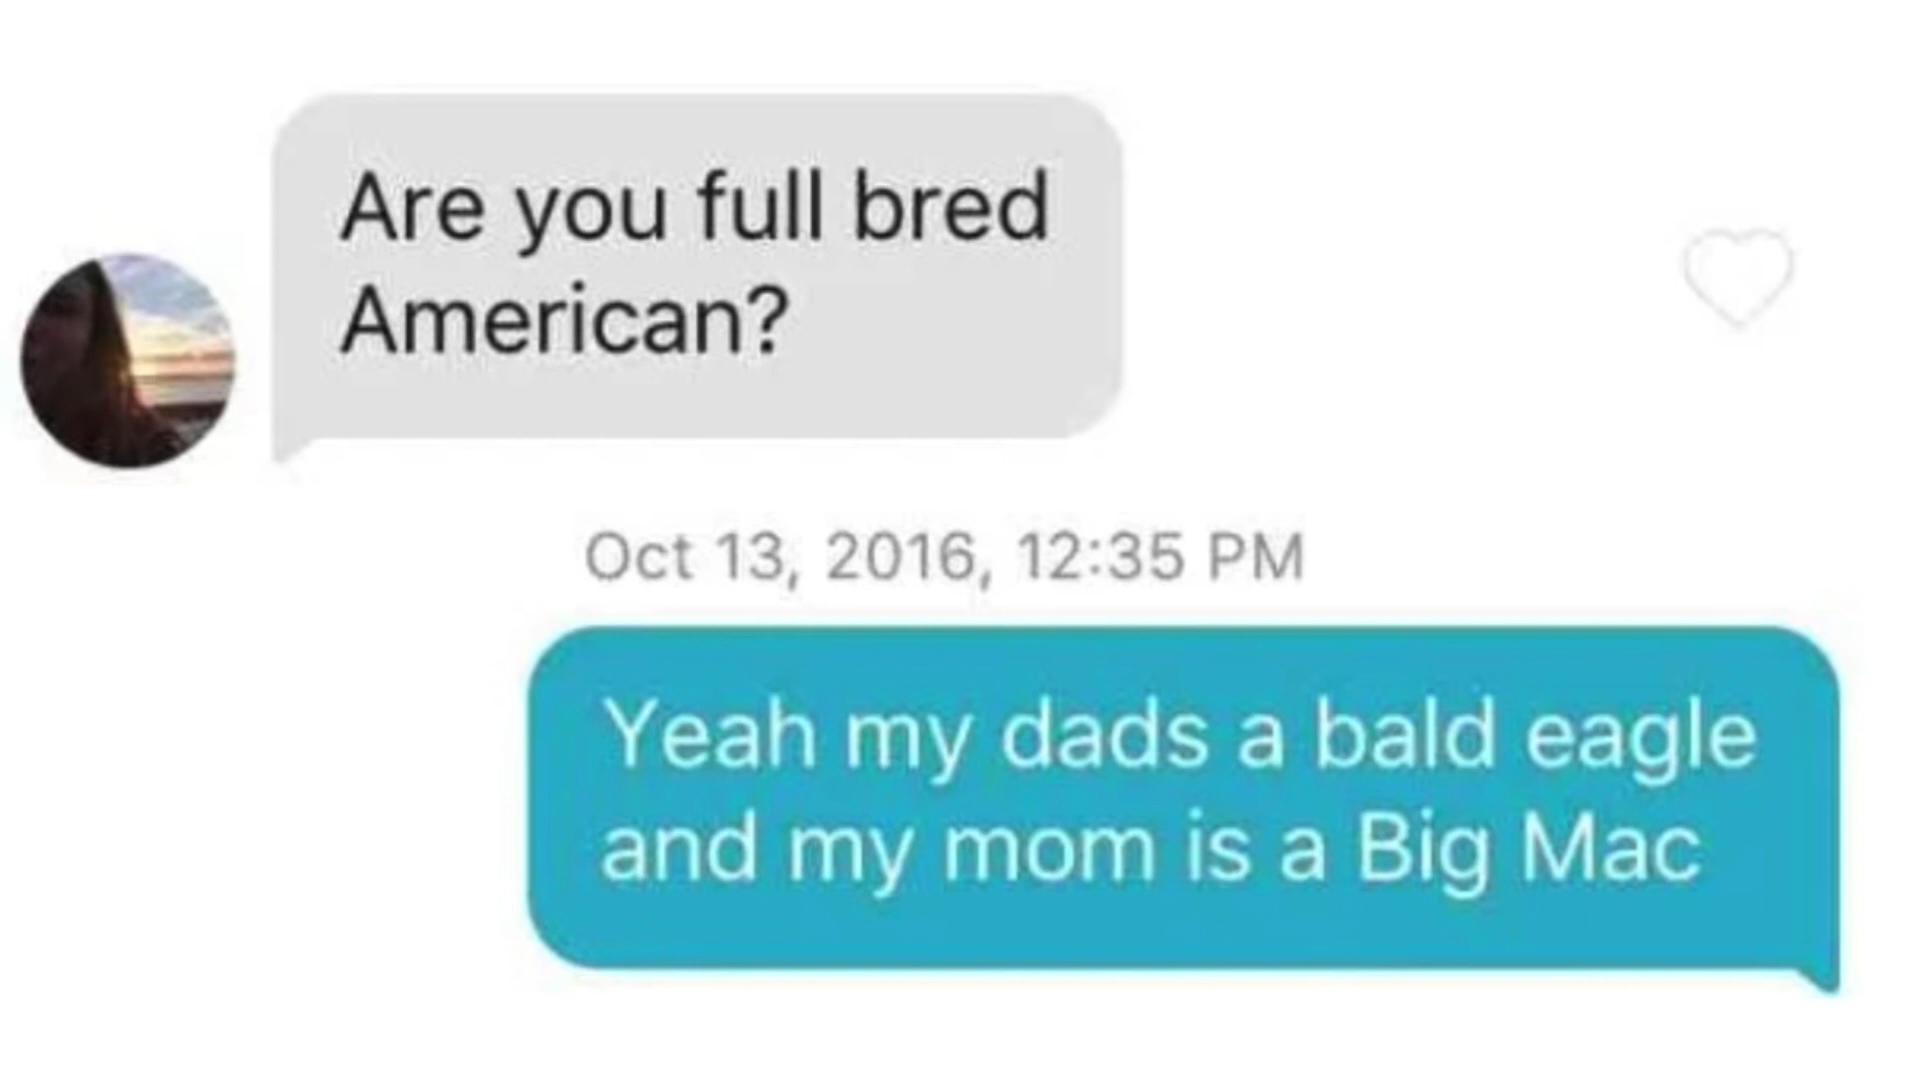 Are you full bred
American?
Oct 13, 2016, 12:35 PM
Yeah my dads a bald eagle
and my mom is a Big Mac